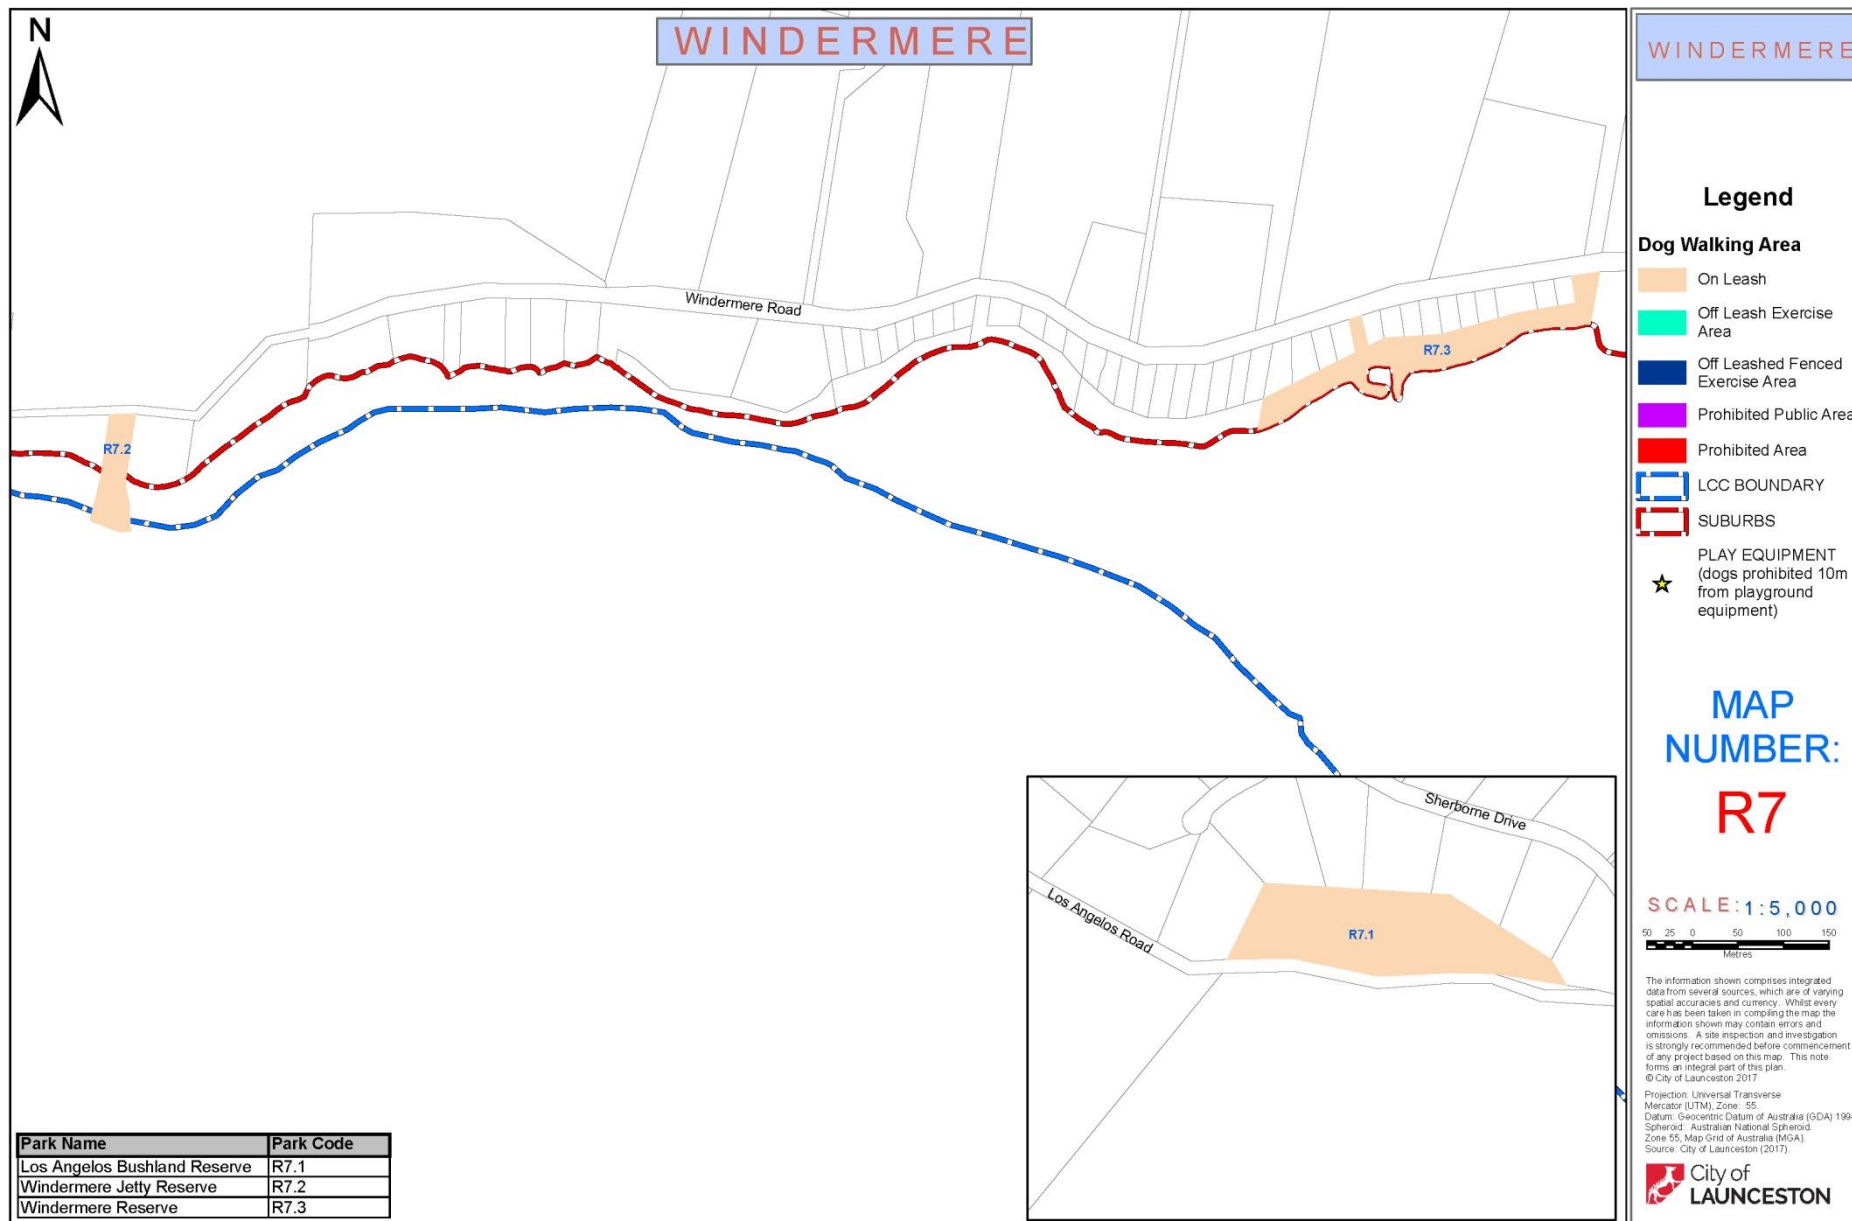 N
WINDERMERE
Windermere Road
R7.2
R7.3
Sherborne Drive
Los Angelos Road
R7.1
Park Name Park Code
Los Angelos Bushland Reserve R7.1
Windermere Jetty Reserve R7.2
Windermere Reserve R7.3
WINDERMERE
Legend
Dog Walking Area
On Leash
Off Leash Exercise
Area
Off Leashed Fenced
Exercise Area
Prohibited Public Area
Prohibited Area
LCC BOUNDARY
SUBURBS
PLAY EQUIPMENT
(dogs prohibited 10m
from playground
equipment)
MAP
NUMBER:
R7
SCALE: 1:5,000
50 25 0 50 100 150
Metres
The information shown comprises integrated
data from several sources, which are of varying
spatial accuracies and currency. Whilst every
care has been taken in compiling the map the
information shown may contain errors and
omissions. A site inspection and investigation
is strongly recommended before commencement
of any project based on this map. This note
forms an integral part of this plan.
© City of Launceston 2017
Projection: Universal Transverse
Mercator (UTM), Zone: 55.
Datum: Geocentric Datum of Australia (GDA) 199
Spheroid: Australian National Spheroid.
Zone 55, Map Grid of Australia (MGA).
Source: City of Launceston (2017).
City of
LAUNCESTON